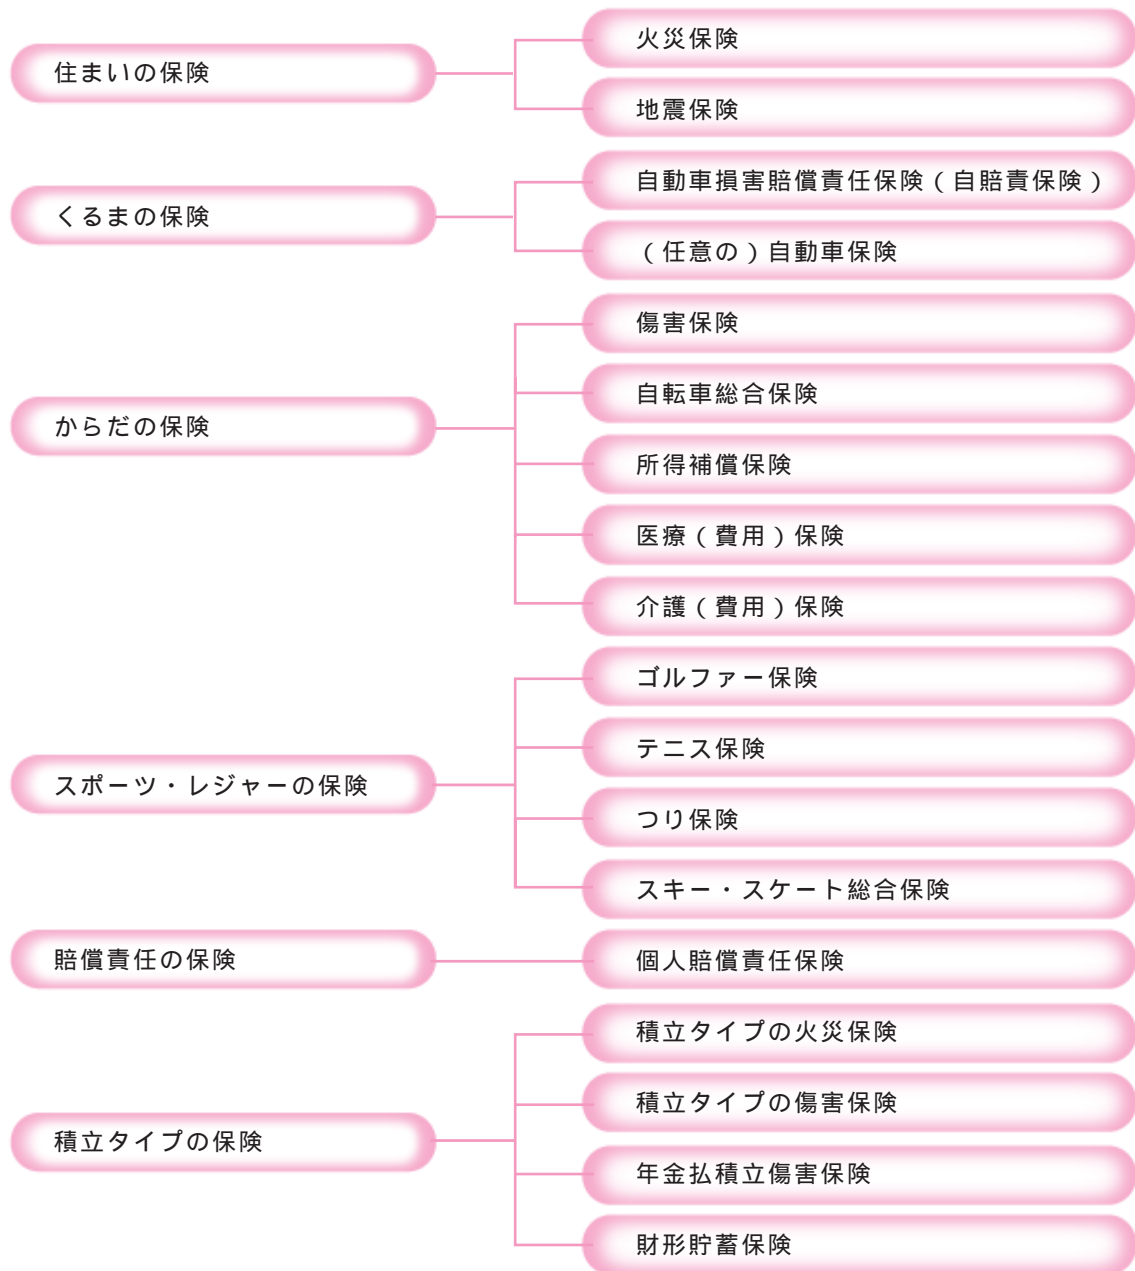 住まいの保険
火災保険
地震保険
くるまの保険
自動車損害賠償責任保険(自賠責保険)
(任意の)自動車保険
からだの保険
傷害保険
自転車総合保険
所得補償保険
医療(費用)保険
介護(費用)保険
スポーツ・レジャーの保険
ゴルファー保険
テニス保険
つり保険
スキー・スケート総合保険
賠償責任の保険
個人賠償責任保険
積立タイプの保険
積立タイプの火災保険
積立タイプの傷害保険
年金払積立傷害保険
財形貯蓄保険